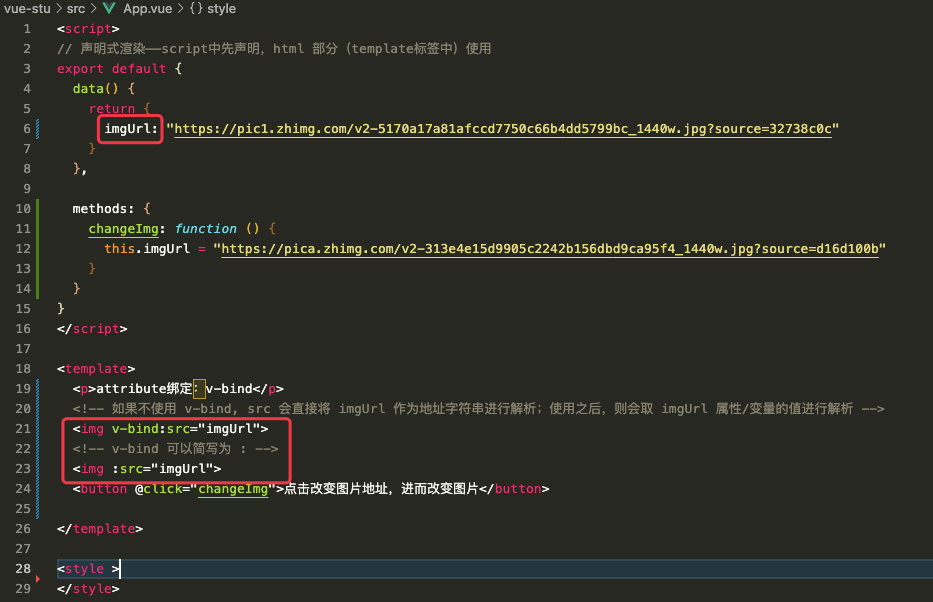 vue-stu > src > App.vue > {} style
1 <script>
2 // 声明式渲染——script中先声明，html 部分（template标签中）使用
3 export default {
4 data() {
5 return {
6 imgUrl: "https://pic1.zhimg.com/v2-5170a17a81afccd7750c66b4dd5799bc_1440w.jpg?source=32738c0c"
7 }
8 },
9
10 methods: {
11 changeImg: function () {
12 this.imgUrl = "https://pica.zhimg.com/v2-313e4e15d9905c2242b156dbd9ca95f4_1440w.jpg?source=d16d100b"
13 }
14 }
15 }
16 </script>
17
18 <template>
19 <p>attribute绑定：v-bind</p>
20 <!-- 如果不使用 v-bind, src 会直接将 imgUrl 作为地址字符串进行解析；使用之后，则会取 imgUrl 属性/变量的值进行解析 -->
21 <img v-bind:src="imgUrl">
22 <!-- v-bind 可以简写为 : -->
23 <img :src="imgUrl">
24 <button @click="changeImg">点击改变图片地址，进而改变图片</button>
25
26 </template>
27
28 <style >
29 </style>